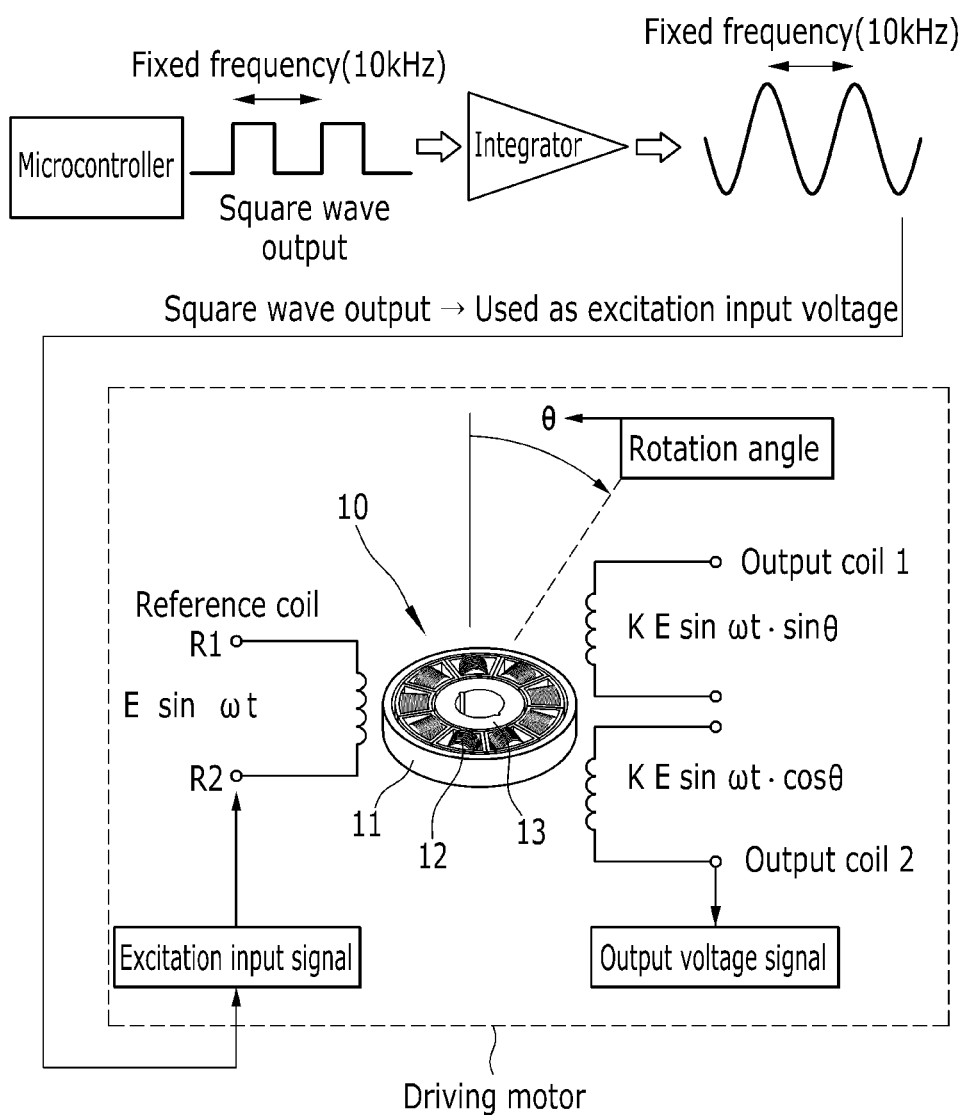 Fixed frequency(10kHz)
Fixed frequency(10kHz)
Microcontroller
Integrator
Square wave
output
Square wave output → Used as excitation input voltage
θ
Rotation angle
10
Output coil 1
Reference coil
R1
K E sin ωt · sinθ
E sin ωt
R2
K E sin ωt · cosθ
11
12
13
Output coil 2
Excitation input signal
Output voltage signal
Driving motor